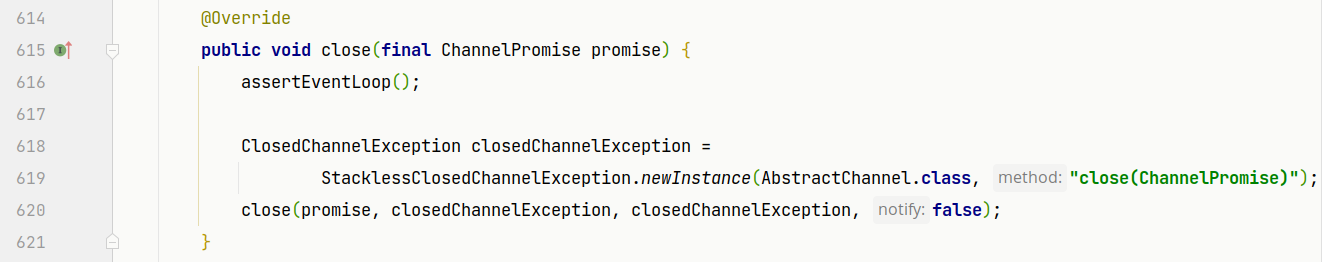 614 @Override
615 public void close(final ChannelPromise promise) {
616 assertEventLoop();
617
618 ClosedChannelException closedChannelException =
619 StacklessClosedChannelException.newInstance(AbstractChannel.class, method: "close(ChannelPromise)");
620 close(promise, closedChannelException, closedChannelException, notify: false);
621 }